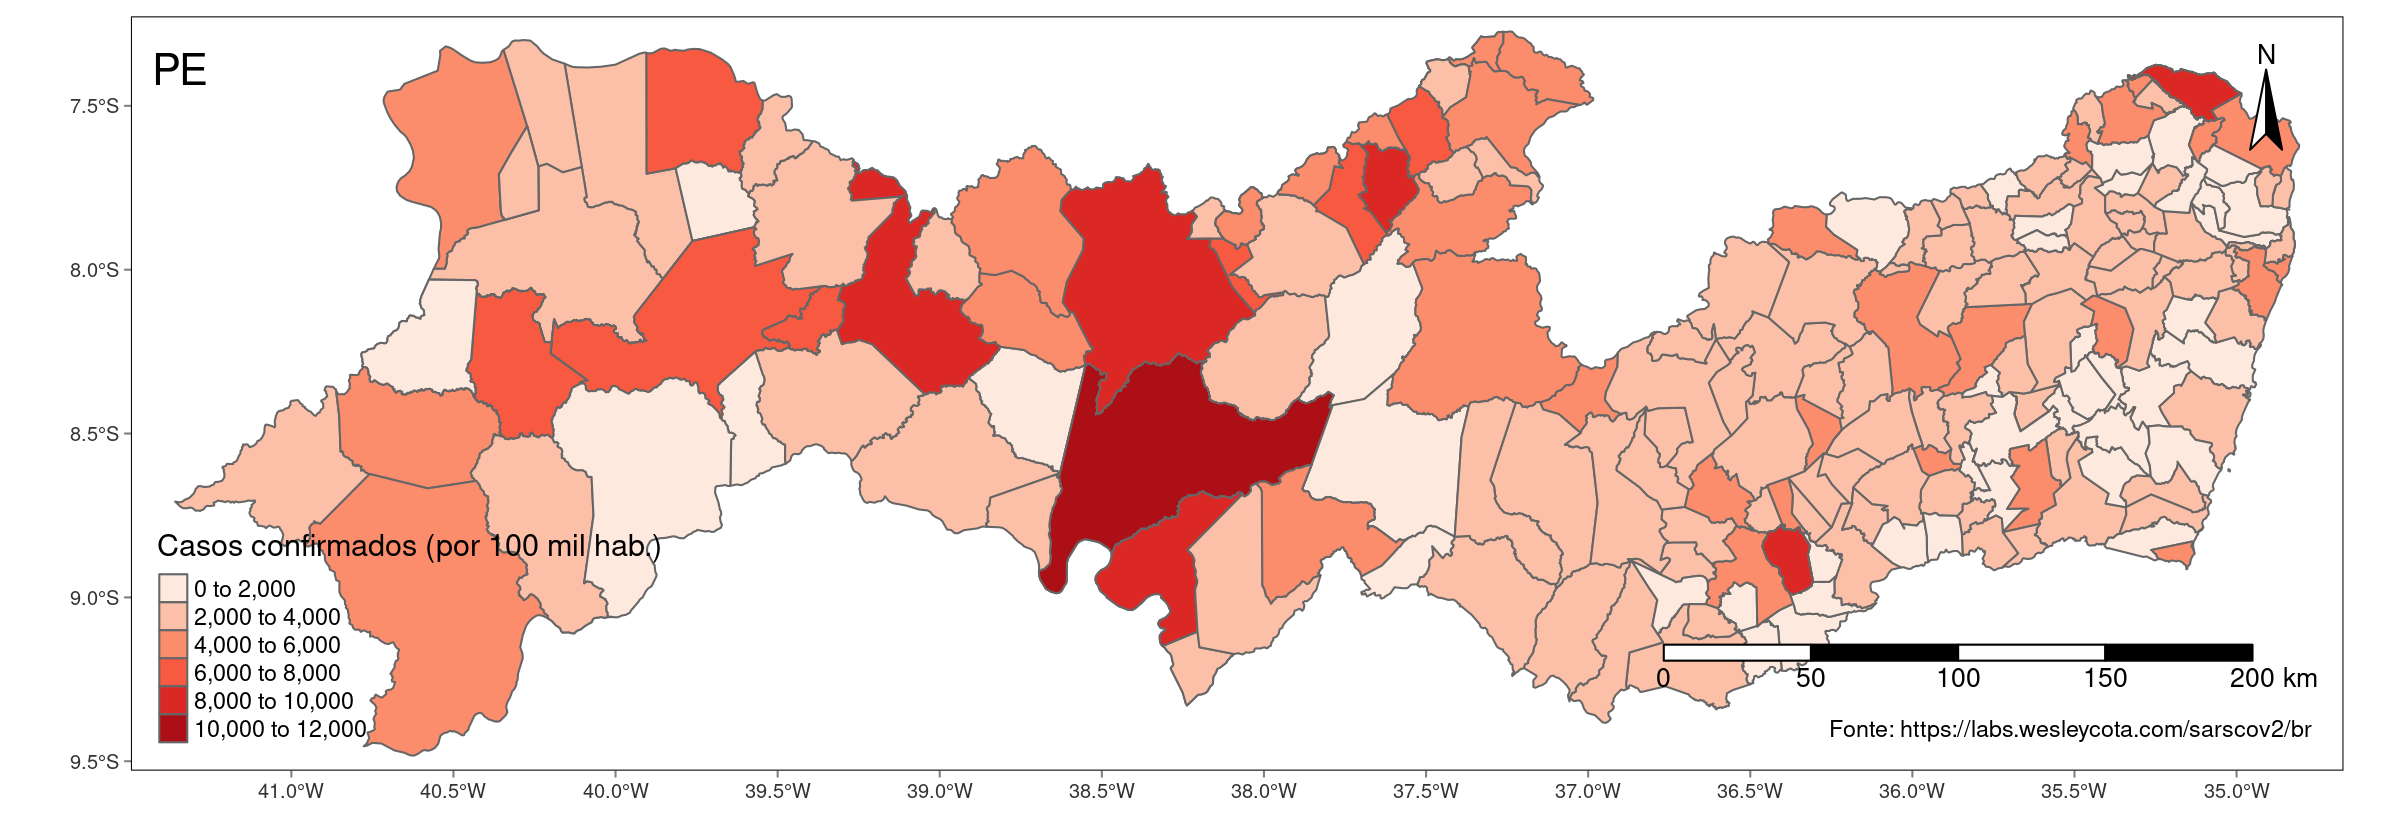 PE
N
7.5°S
8.0°S
8.5°S
9.0°S
9.5°S
Casos confirmados (por 100 mil hab.)
0 to 2,000
2,000 to 4,000
4,000 to 6,000
6,000 to 8,000
8,000 to 10,000
10,000 to 12,000
0 50 100 150 200 km
Fonte: https://labs.wesleycota.com/sarscov2/br
41.0°W 40.5°W 40.0°W 39.5°W 39.0°W 38.5°W 38.0°W 37.5°W 37.0°W 36.5°W 36.0°W 35.5°W 35.0°W